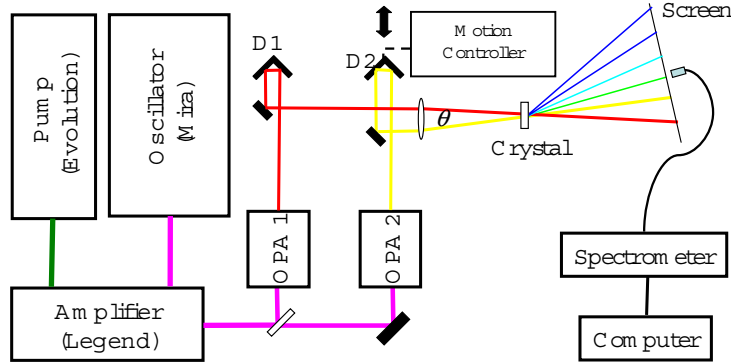 Screen
Motion
Controller
D1
D2
Pump
(Evolution)
Oscillator
(Mira)
θ
Crystal
OPA 1
OPA 2
Spectrometer
Amplifier
(Legend)
Computer